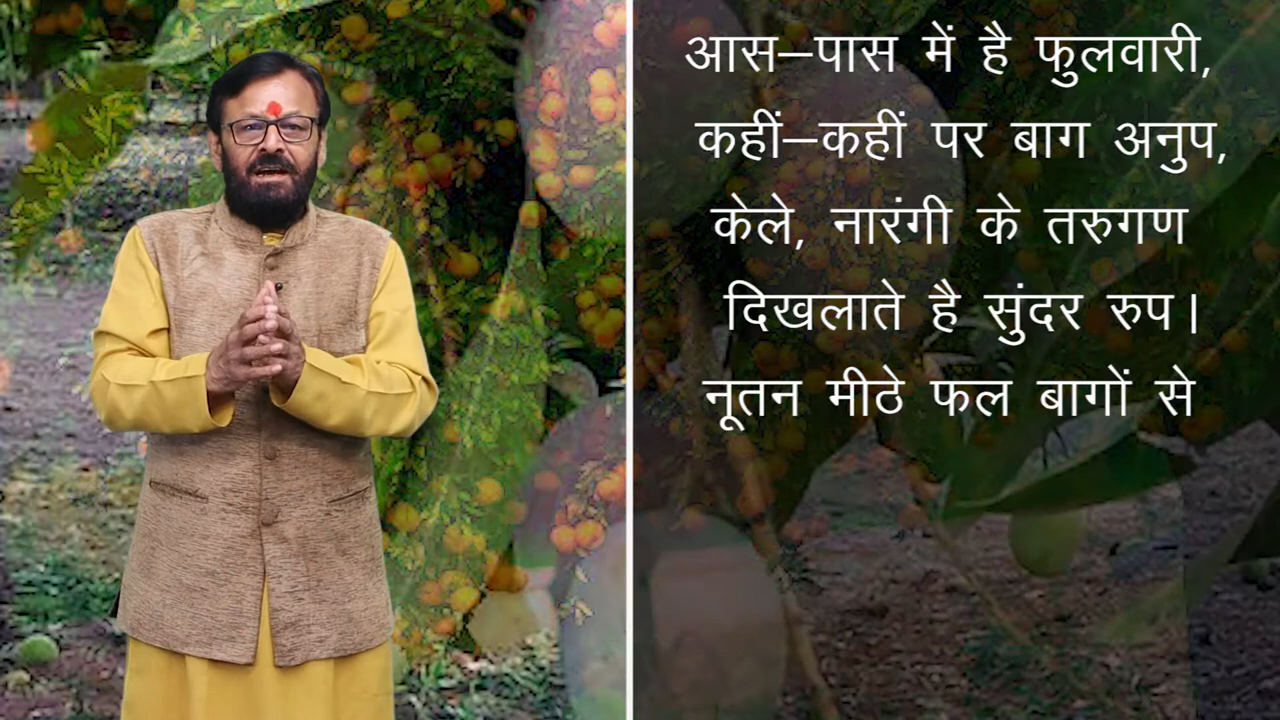 आस–पास में है फुलवारी,
कहीं–कहीं पर बाग अनुप,
केले, नारंगी के तरुगण
दिखलाते है सुंदर रुप।
नूतन मीठे फल बागों से